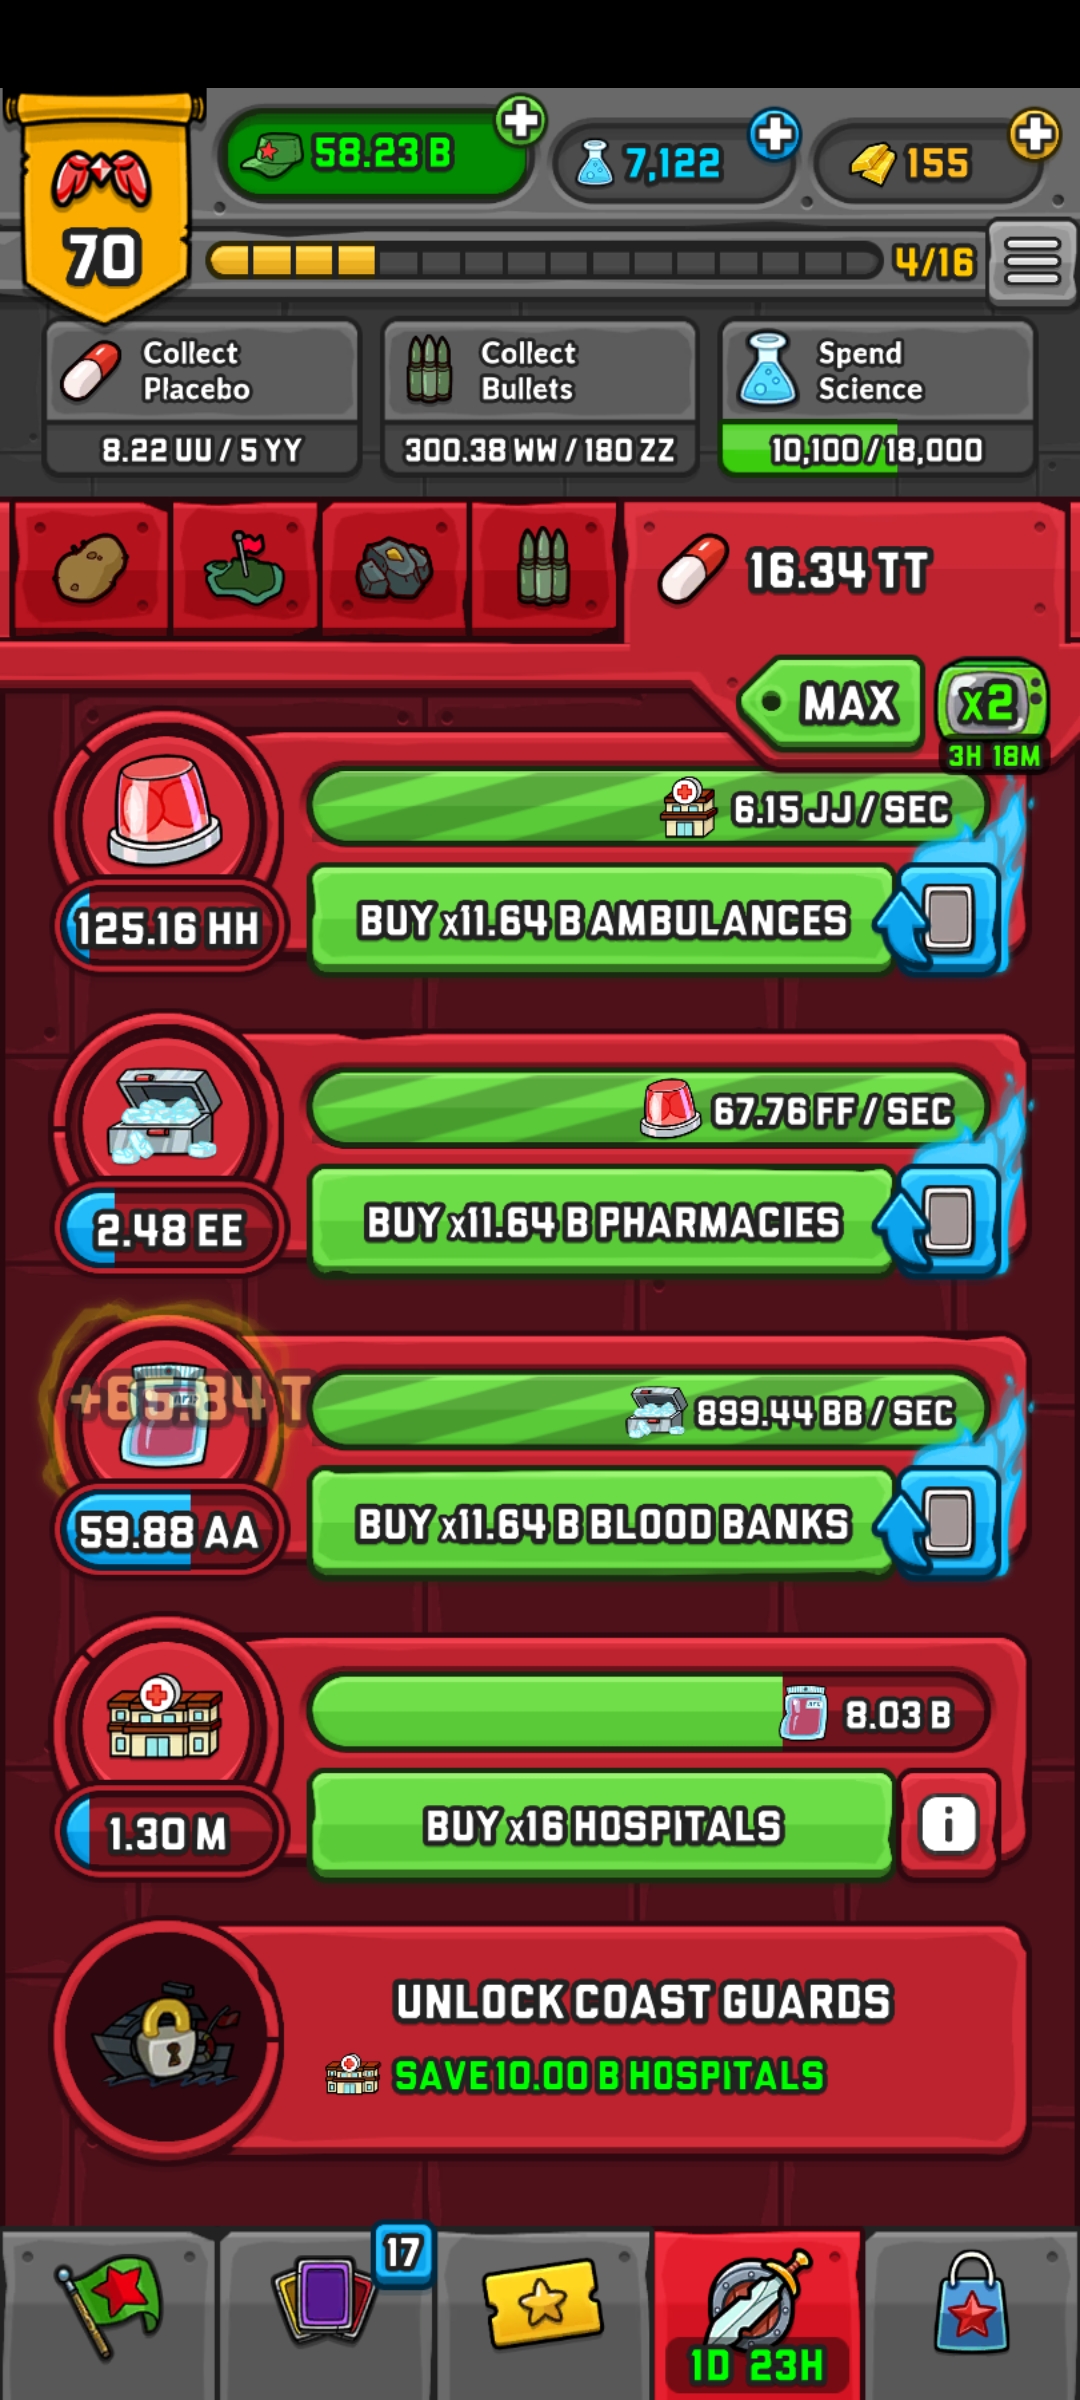 58.23 B
7,122
155
70
4/16
Collect
Placebo
8.22 UU / 5 YY
Collect
Bullets
300.38 WW / 180 ZZ
Spend
Science
10,100 / 18,000
16.34 TT
MAX
x2
3H 18M
6.15 JJ / SEC
125.16 HH
BUY x11.64 B AMBULANCES
67.76 FF / SEC
2.48 EE
BUY x11.64 B PHARMACIES
+65.84 T
899.44 BB / SEC
59.88 AA
BUY x11.64 B BLOOD BANKS
8.03 B
1.30 M
BUY x16 HOSPITALS
i
UNLOCK COAST GUARDS
SAVE 10.00 B HOSPITALS
17
1D 23H